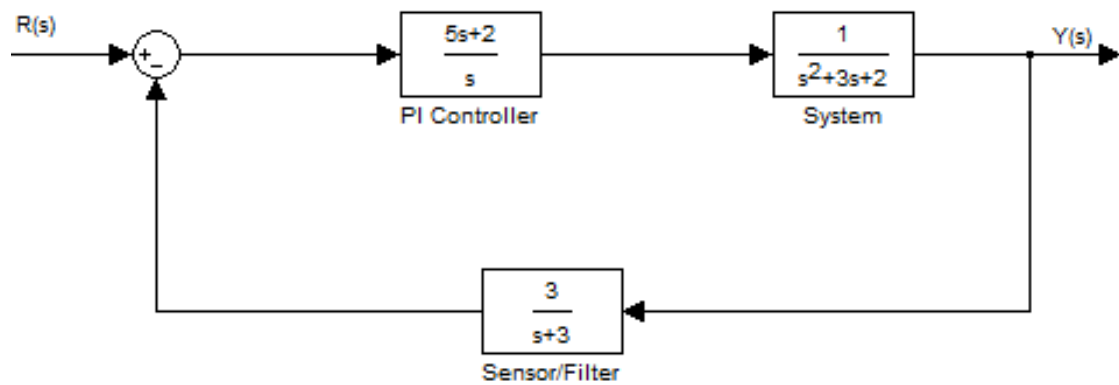 R(s)
+
−
5s+2
s
PI Controller
1
s²+3s+2
System
Y(s)
3
s+3
Sensor/Filter